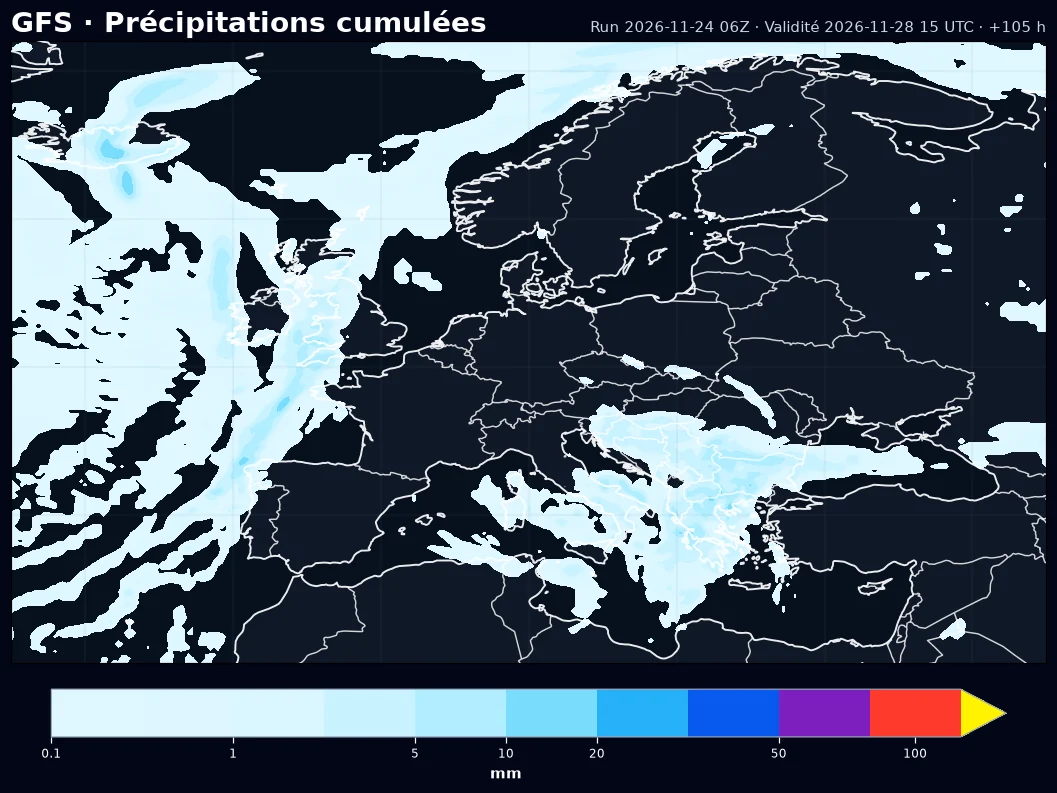 GFS · Précipitations cumulées
Run 2026-11-24 06Z · Validité 2026-11-28 15 UTC · +105 h
0.1 1 5 10 20 50 100
mm